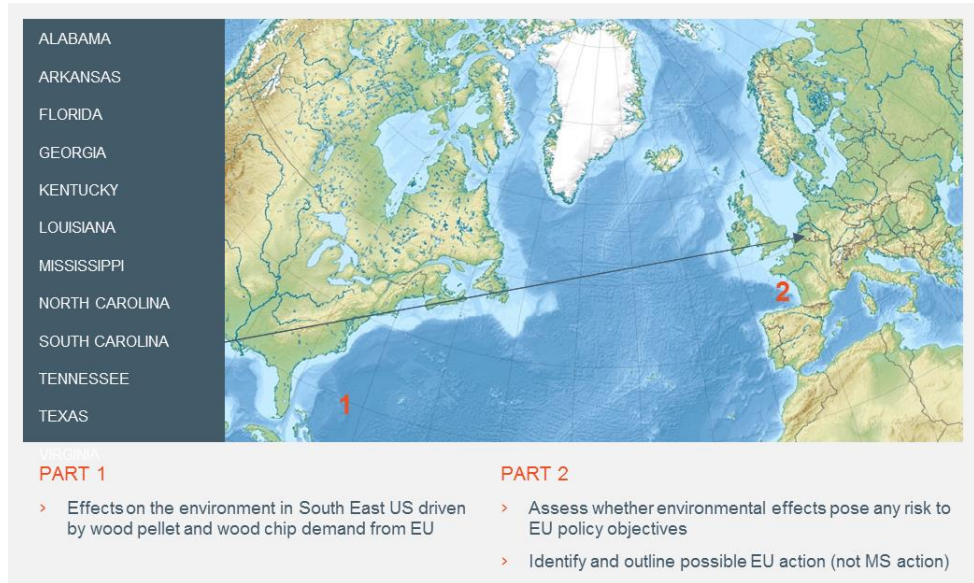 ALABAMA
ARKANSAS
FLORIDA
GEORGIA
KENTUCKY
LOUISIANA
MISSISSIPPI
NORTH CAROLINA
SOUTH CAROLINA
TENNESSEE
TEXAS
VIRGINIA
1
2
PART 1
› Effects on the environment in South East US driven
by wood pellet and wood chip demand from EU
PART 2
› Assess whether environmental effects pose any risk to
EU policy objectives
› Identify and outline possible EU action (not MS action)